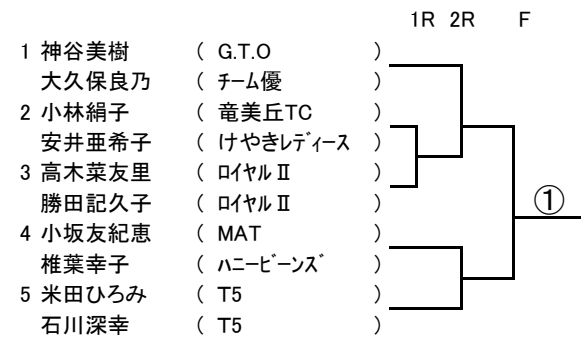 1R 2R F
1 神谷美樹 ( G.T.O )
大久保良乃 ( ﾁｰﾑ優 )
2 小林絹子 ( 竜美丘TC )
安井亜希子 ( けやきﾚﾃﾞｨｰｽ )
3 高木菜友里 ( ﾛｲﾔﾙⅡ )
勝田記久子 ( ﾛｲﾔﾙⅡ )
①
4 小坂友紀恵 ( MAT )
椎葉幸子 ( ﾊﾆｰﾋﾞｰﾝｽﾞ )
5 米田ひろみ ( T5 )
石川深幸 ( T5 )